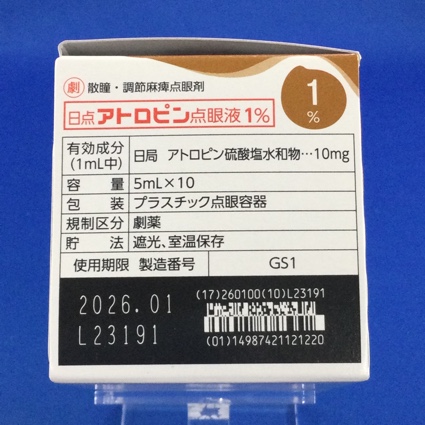 劇 散瞳・調節麻痺点眼剤
日点アトロピン点眼液1%
1
%
有効成分 日局 アトロピン硫酸塩水和物…10mg
(1mL中)
容量 5mL×10
包装 プラスチック点眼容器
規制区分 劇薬
貯法 遮光、室温保存
使用期限 製造番号 GS1
2026.01
L23191
(17)260100(10)L23191
(01)14987421121220